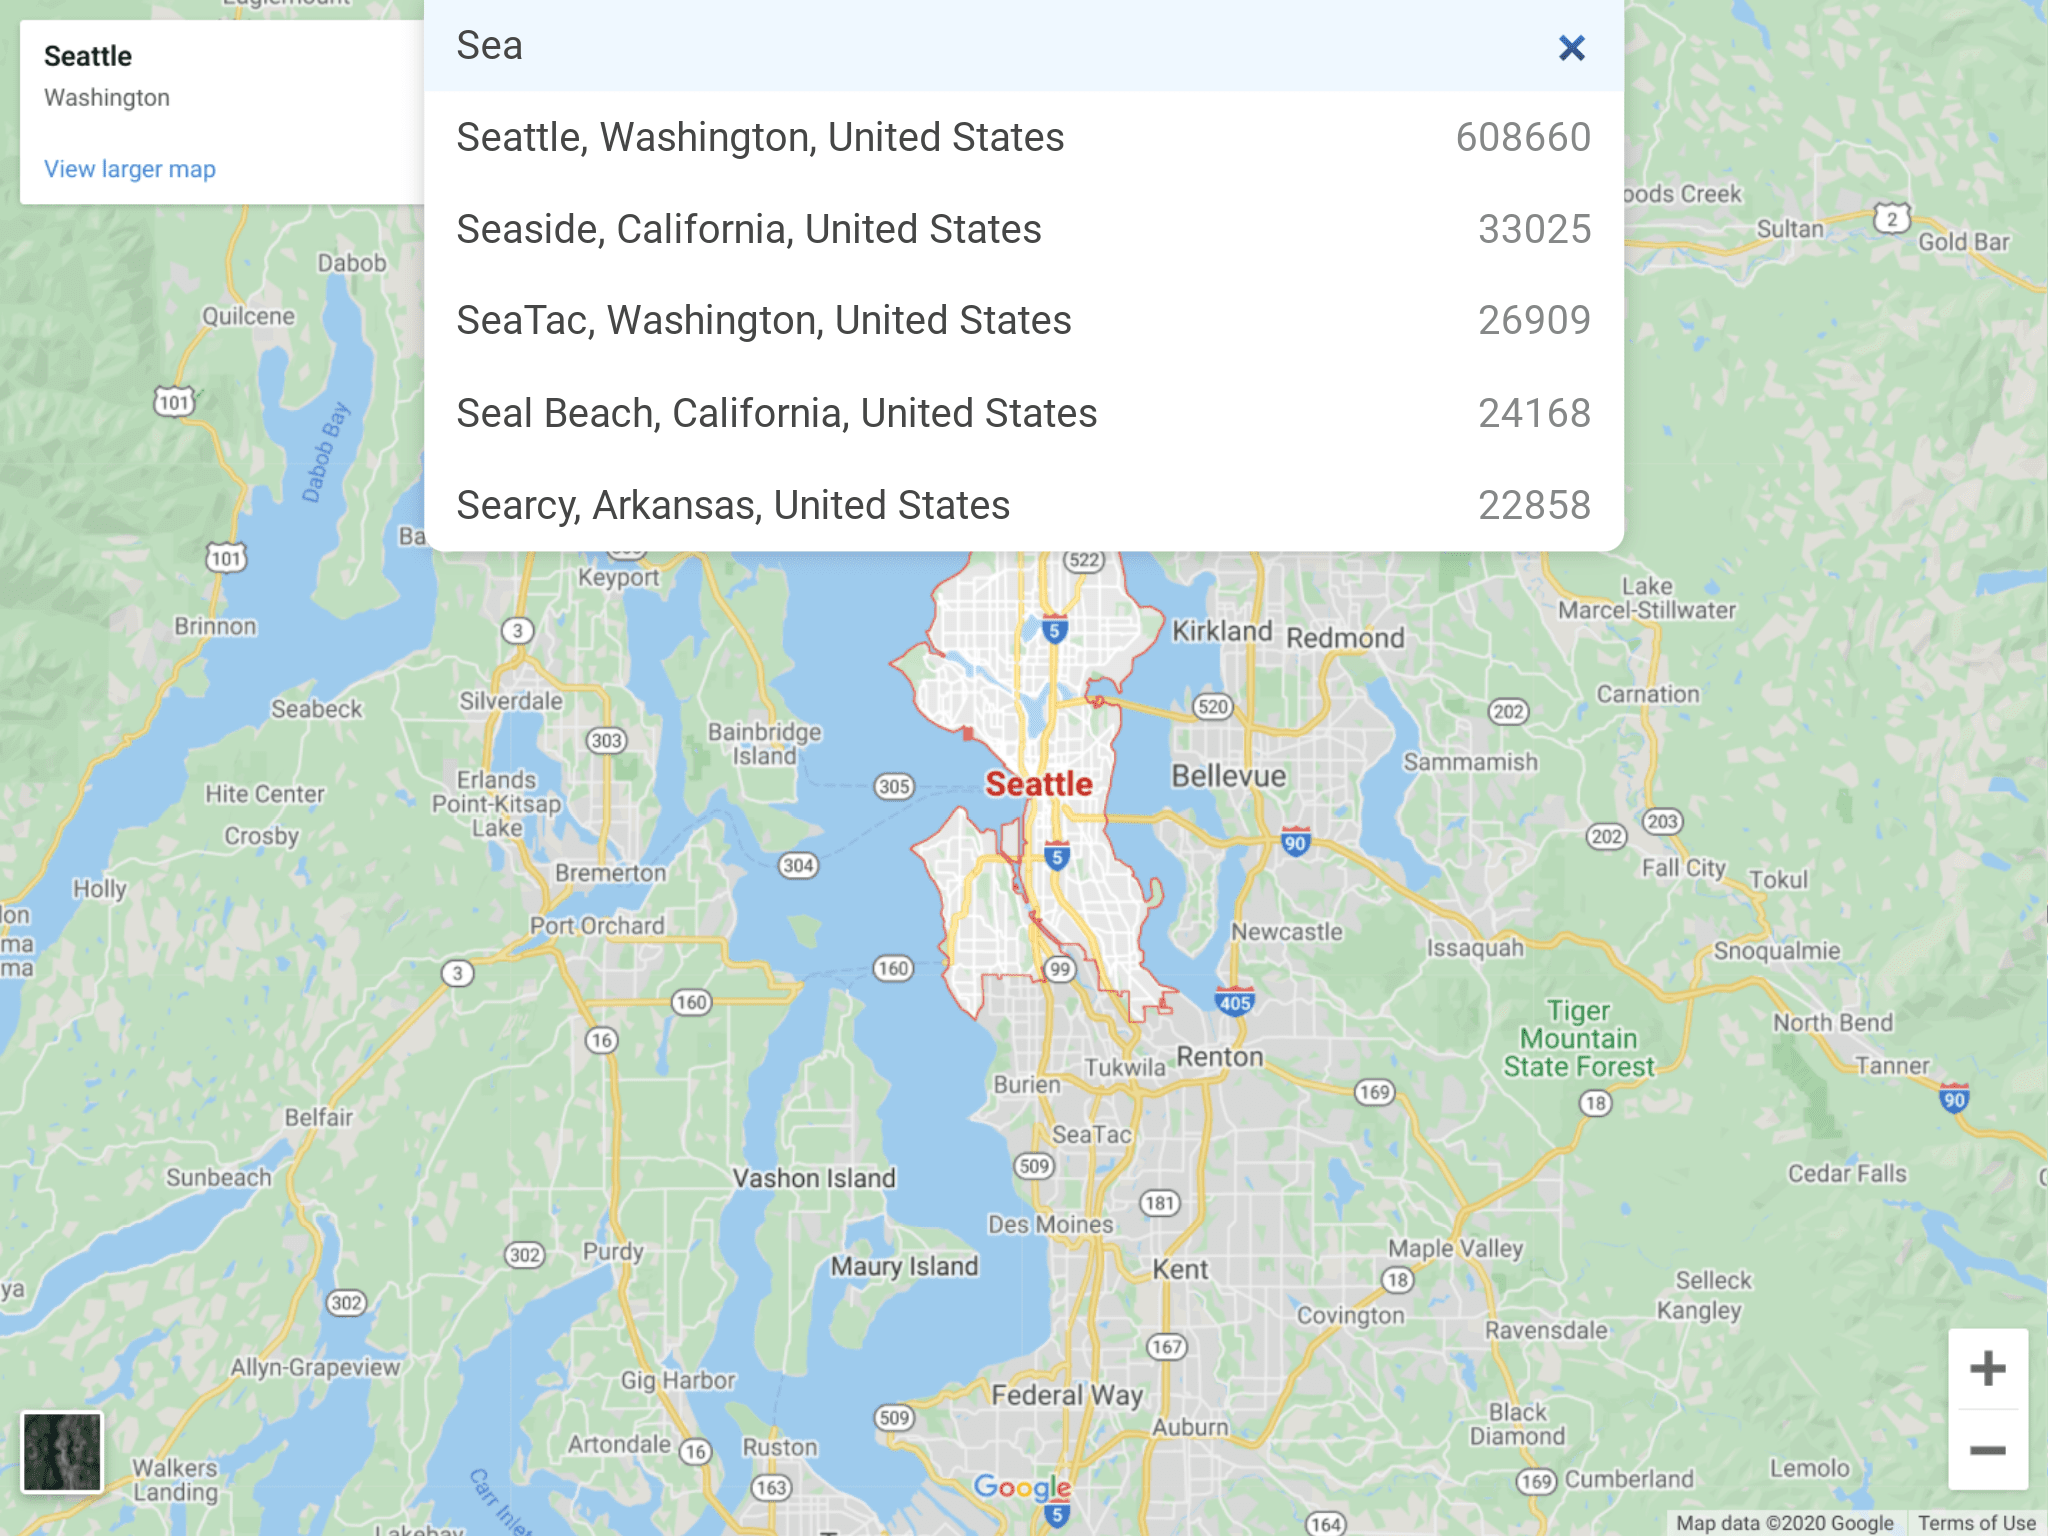 Seattle
Washington
View larger map
Sea
Seattle, Washington, United States 608660
Seaside, California, United States 33025
SeaTac, Washington, United States 26909
Seal Beach, California, United States 24168
Searcy, Arkansas, United States 22858
Sultan
2
Gold Bar
Dabob
Quilcene
101
Dabob Bay
101
522
Keyport
Lake
Marcel-Stillwater
Brinnon
3
5
Kirkland
Redmond
Silverdale
Seabeck
520
202
Carnation
303
Bainbridge
Island
Sammamish
Hite Center
Erlands
Point-Kitsap
Lake
305
Seattle
Bellevue
Crosby
203
202
90
5
304
Bremerton
Fall City
Tokul
Holly
Port Orchard
Newcastle
Issaquah
Snoqualmie
3
160
99
160
405
Tiger
Mountain
State Forest
North Bend
16
Tukwila
Renton
Tanner
Burien
169
18
90
Belfair
SeaTac
509
Sunbeach
Vashon Island
Cedar Falls
181
Des Moines
302
Purdy
Maple Valley
Maury Island
Kent
18
Selleck
302
Covington
Kangley
Ravensdale
167
Allyn-Grapeview
Gig Harbor
Federal Way
509
Black
Diamond
Auburn
Artondale
16
Ruston
Walkers
Landing
163
Carr Inlet
Google
5
169
Cumberland
Lemolo
164
Map data ©2020 Google
Terms of Use